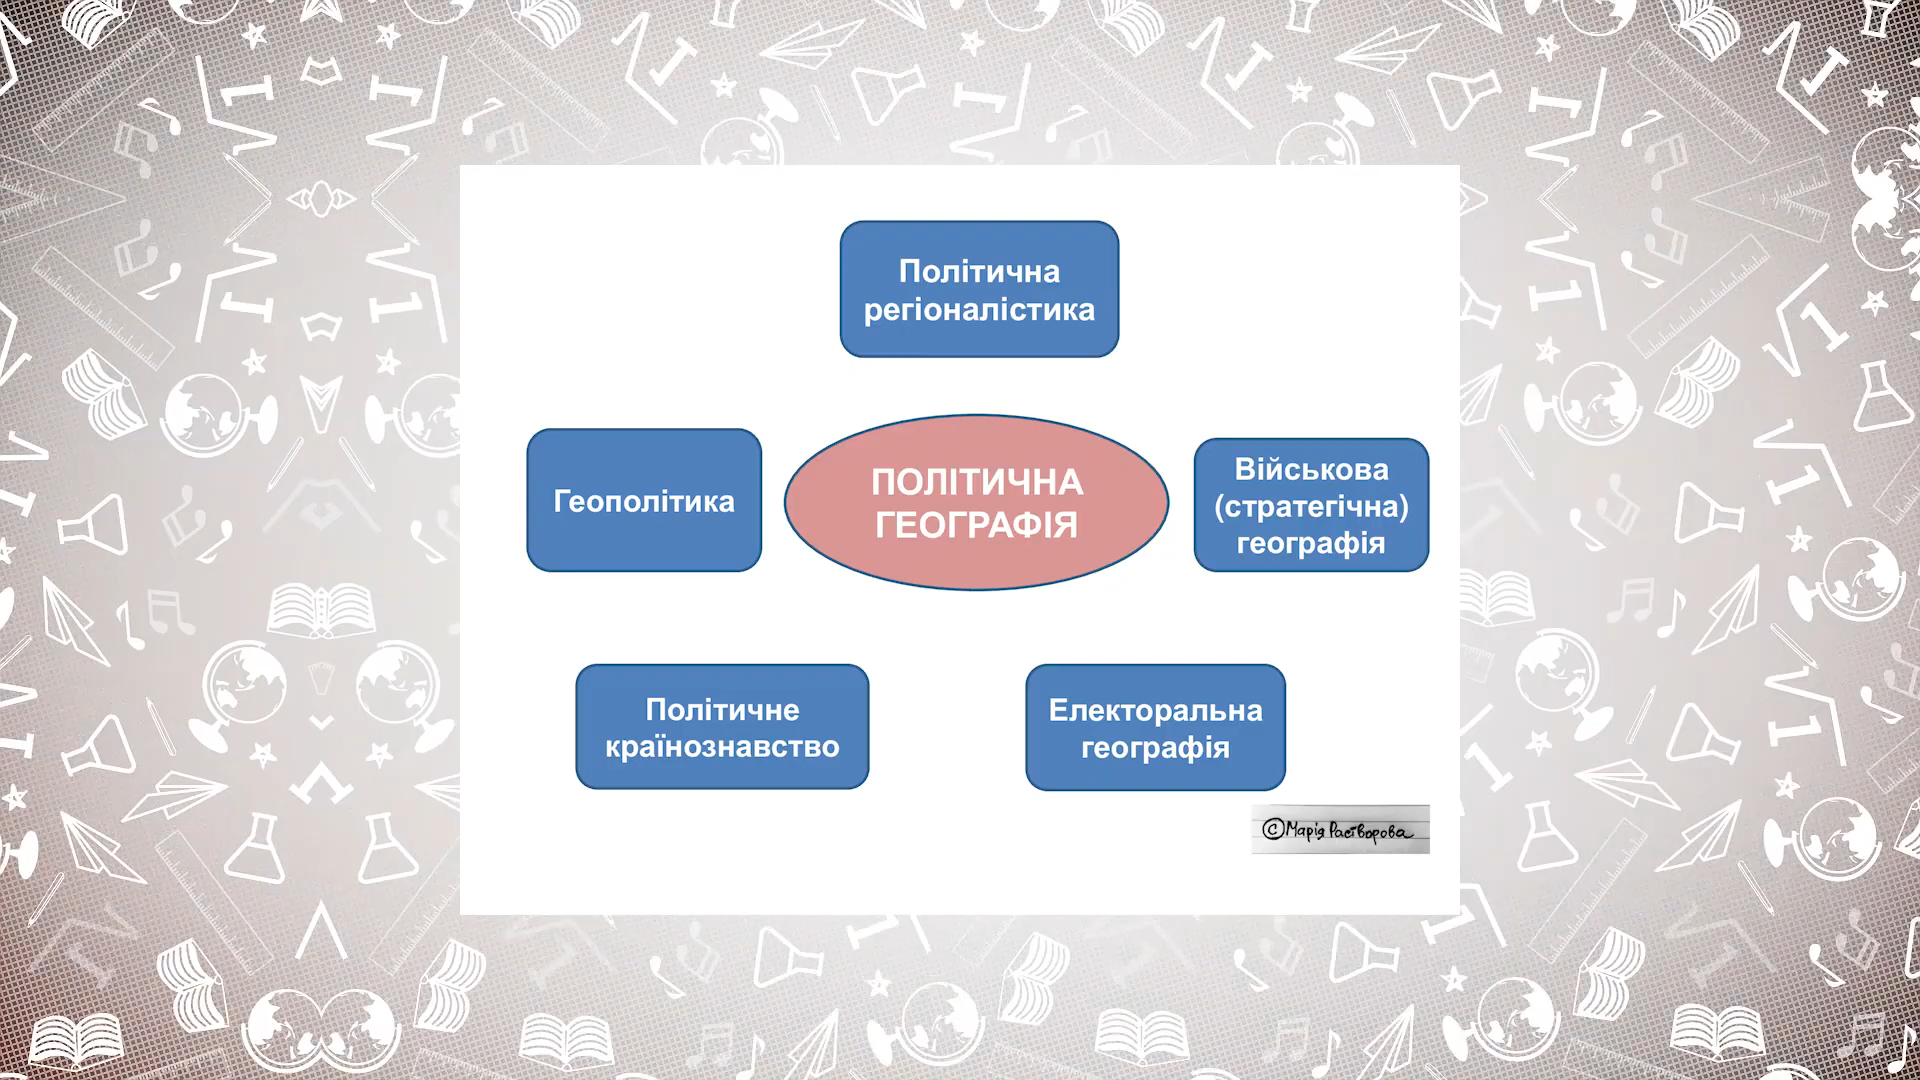 Політична
регіоналістика
Геополітика
ПОЛІТИЧНА
ГЕОГРАФІЯ
Військова
(стратегічна)
географія
Політичне
країнознавство
Електоральна
географія
©Марія Растворова